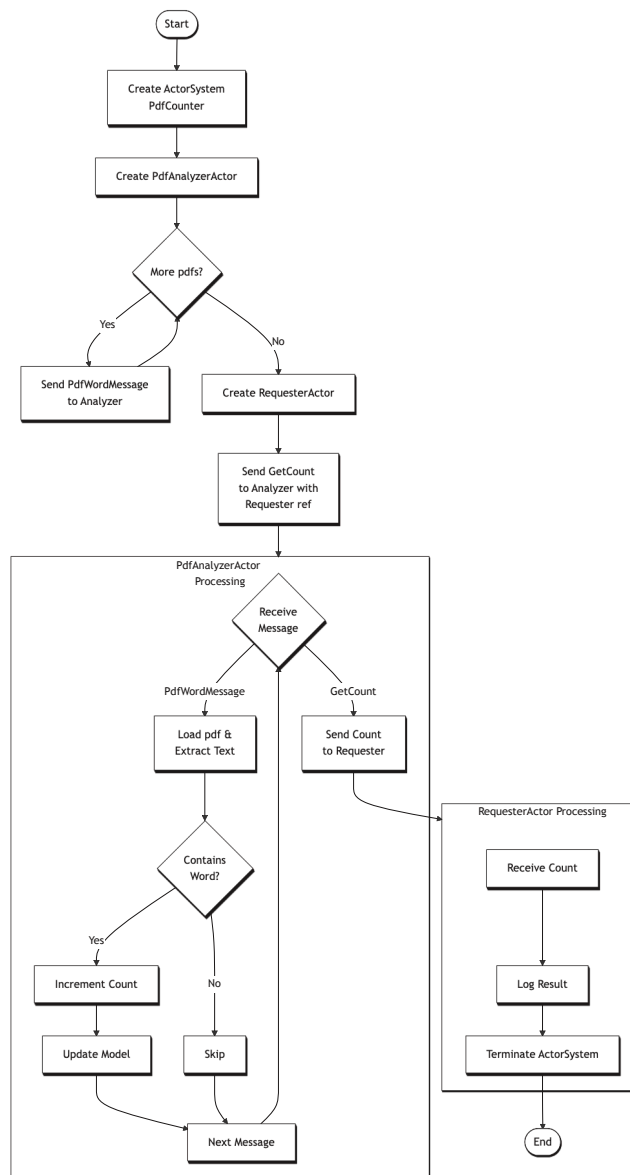 Start
Create ActorSystem
PdfCounter
Create PdfAnalyzerActor
More pdfs?
Yes
No
Send PdfWordMessage
to Analyzer
Create RequesterActor
Send GetCount
to Analyzer with
Requester ref
PdfAnalyzerActor
Processing
Receive
Message
PdfWordMessage
GetCount
Load pdf &
Extract Text
Send Count
to Requester
Contains
Word?
Yes
No
Increment Count
Update Model
Skip
Next Message
RequesterActor Processing
Receive Count
Log Result
Terminate ActorSystem
End